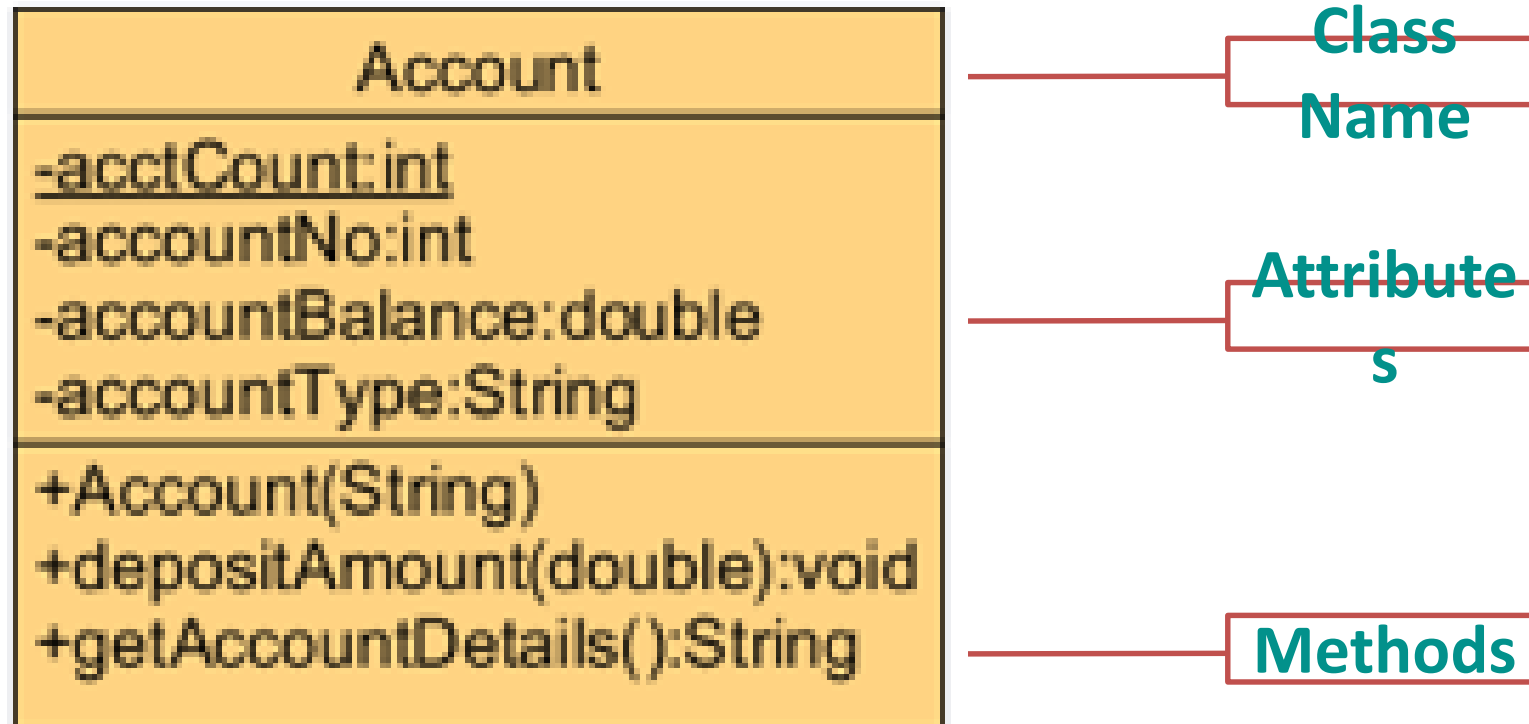 Account
Class
Name
-acctCount:int
-accountNo:int
-accountBalance:double
-accountType:String
Attribute
s
+Account(String)
+depositAmount(double):void
+getAccountDetails():String
Methods